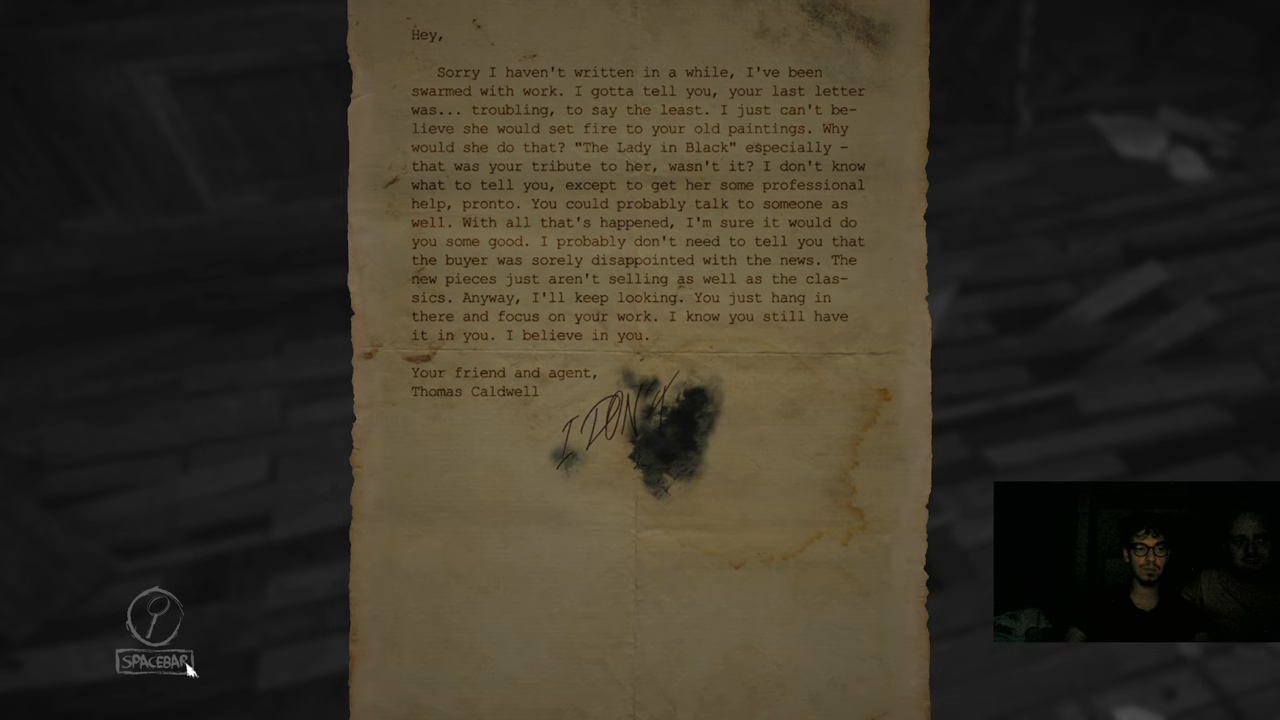 Hey,
Sorry I haven't written in a while, I've been
swarmed with work. I gotta tell you, your last letter
was... troubling, to say the least. I just can't be-
lieve she would set fire to your old paintings. Why
would she do that? "The Lady in Black" especially -
that was your tribute to her, wasn't it? I don't know
what to tell you, except to get her some professional
help, pronto. You could probably talk to someone as
well. With all that's happened, I'm sure it would do
you some good. I probably don't need to tell you that
the buyer was sorely disappointed with the news. The
new pieces just aren't selling as well as the clas-
sics. Anyway, I'll keep looking. You just hang in
there and focus on your work. I know you still have
it in you. I believe in you.
Your friend and agent,
Thomas Caldwell
I DON'T
SPACEBAR